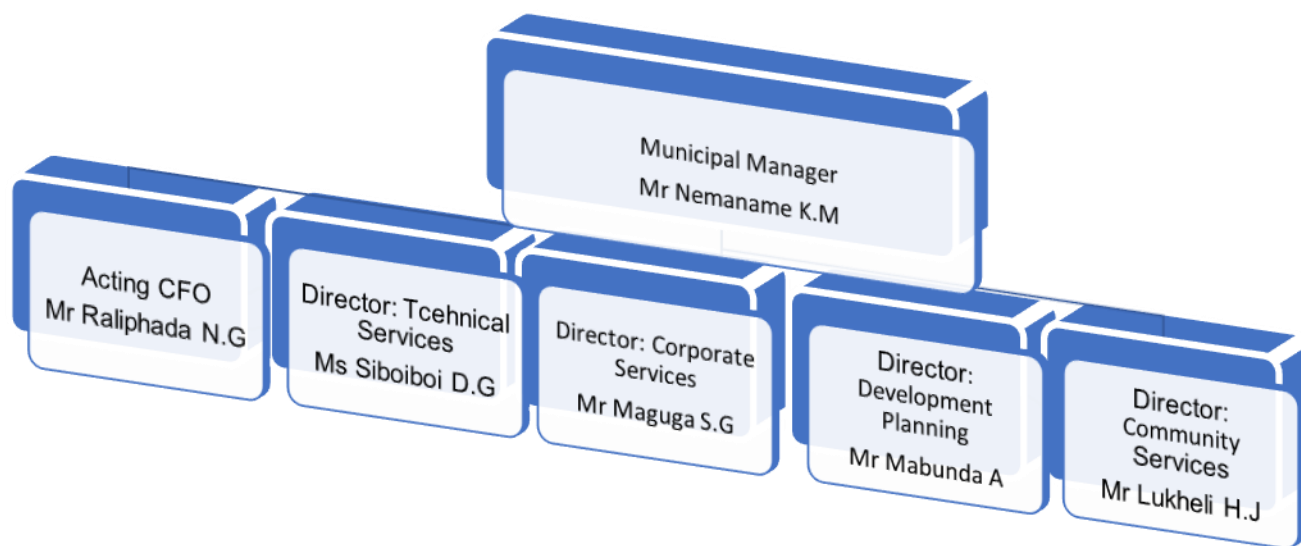 Municipal Manager
Mr Nemaname K.M
Acting CFO
Mr Raliphada N.G
Director: Tcehnical
Services
Ms Siboiboi D.G
Director: Corporate
Services
Mr Maguga S.G
Director:
Development
Planning
Mr Mabunda A
Director:
Community
Services
Mr Lukheli H.J